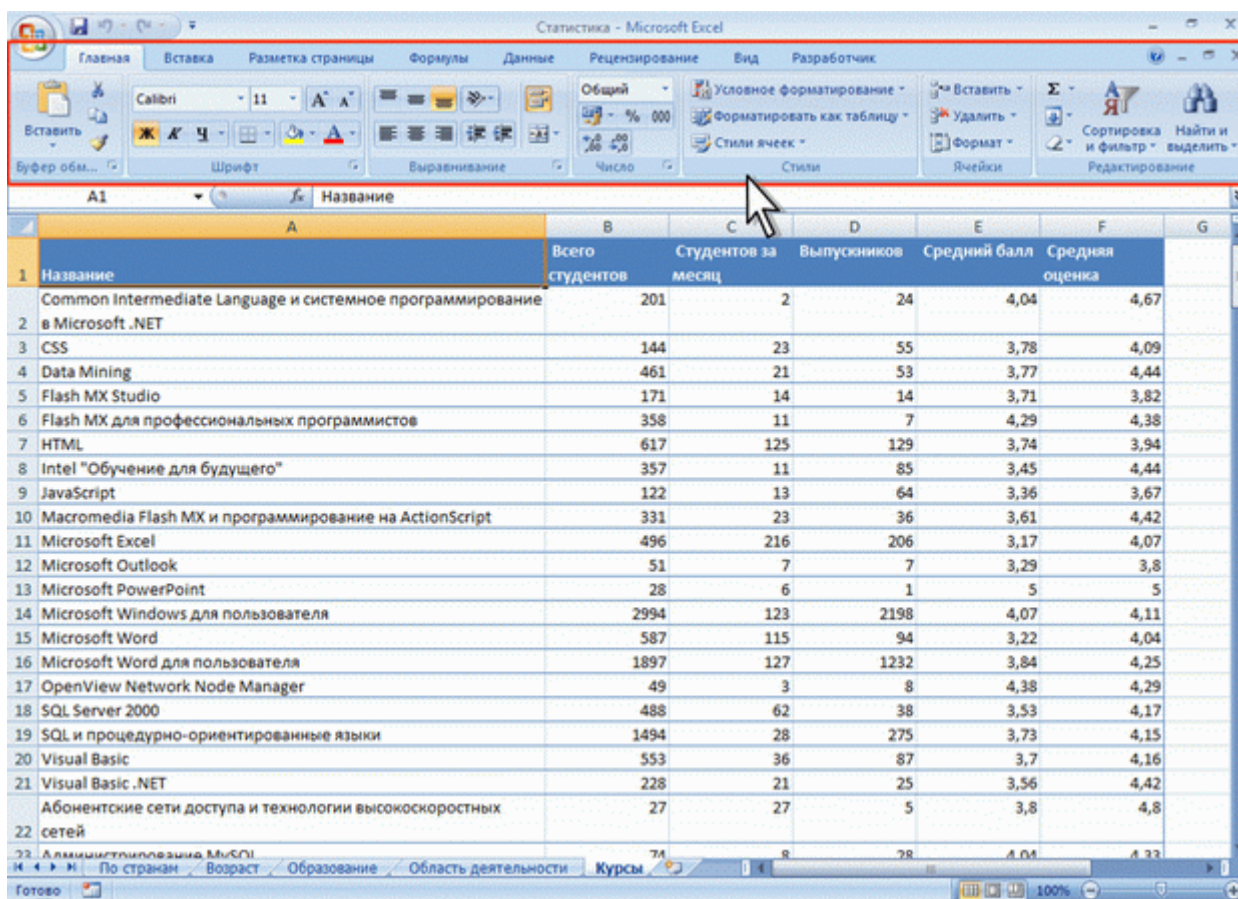 Статистика - Microsoft Excel
Главная Вставка Разметка страницы Формулы Данные Рецензирование Вид Разработчик
Calibri 11 Общий Условное форматирование Вставить Σ
Вставить Ж К Ч % 000 Форматировать как таблицу Удалить Сортировка и фильтр Найти и выделить
Стили ячеек Формат
Буфер обм... Шрифт Выравнивание Число Стили Ячейки Редактирование
A1 fx Название
A B C D E F G
1 Название Всего студентов Студентов за месяц Выпускников Средний балл Средняя оценка
2 Common Intermediate Language и системное программирование в Microsoft .NET 201 2 24 4,04 4,67
3 CSS 144 23 55 3,78 4,09
4 Data Mining 461 21 53 3,77 4,44
5 Flash MX Studio 171 14 14 3,71 3,82
6 Flash MX для профессиональных программистов 358 11 7 4,29 4,38
7 HTML 617 125 129 3,74 3,94
8 Intel "Обучение для будущего" 357 11 85 3,45 4,44
9 JavaScript 122 13 64 3,36 3,67
10 Macromedia Flash MX и программирование на ActionScript 331 23 36 3,61 4,42
11 Microsoft Excel 496 216 206 3,17 4,07
12 Microsoft Outlook 51 7 7 3,29 3,8
13 Microsoft PowerPoint 28 6 1 5 5
14 Microsoft Windows для пользователя 2994 123 2198 4,07 4,11
15 Microsoft Word 587 115 94 3,22 4,04
16 Microsoft Word для пользователя 1897 127 1232 3,84 4,25
17 OpenView Network Node Manager 49 3 8 4,38 4,29
18 SQL Server 2000 488 62 38 3,53 4,17
19 SQL и процедурно-ориентированные языки 1494 28 275 3,73 4,15
20 Visual Basic 553 36 87 3,7 4,16
21 Visual Basic .NET 228 21 25 3,56 4,42
22 Абонентские сети доступа и технологии высокоскоростных сетей 27 27 5 3,8 4,8
23 Администрирование MySQL 74 8 28 4,04 4,33
По странам Возраст Образование Область деятельности Курсы
Готово 100%